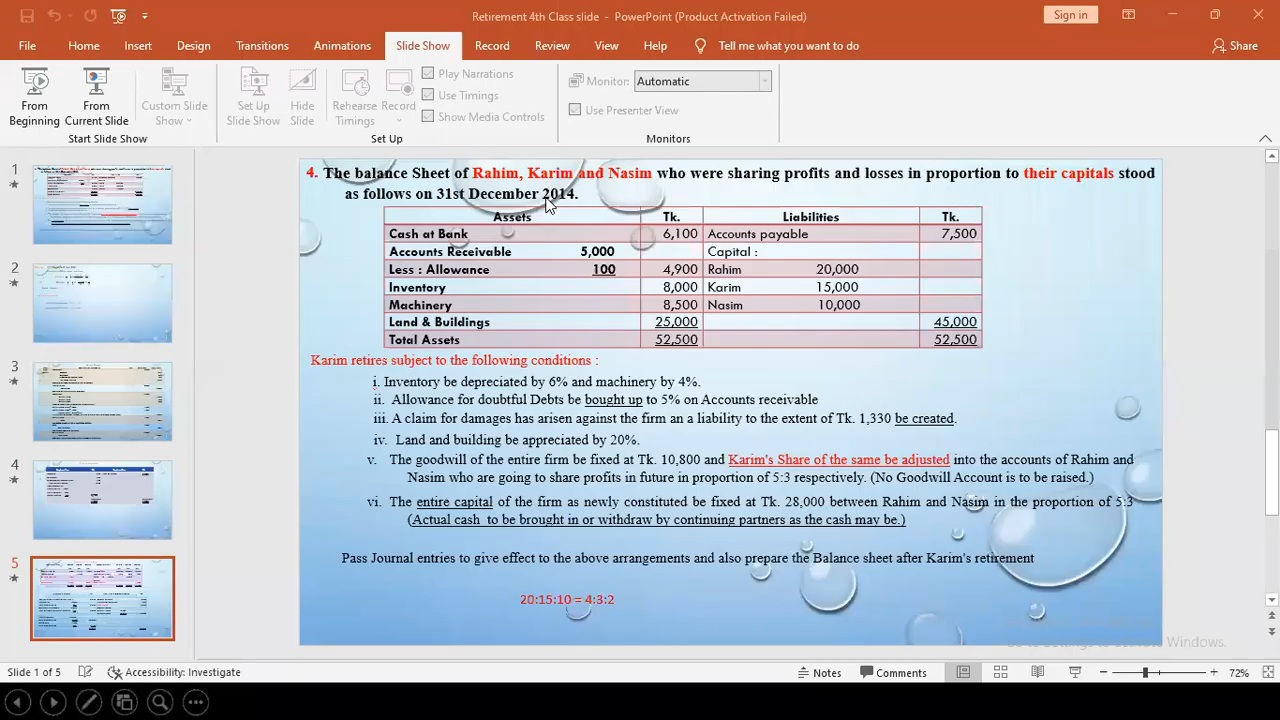 Retirement 4th Class slide - PowerPoint (Product Activation Failed)
Sign in
File Home Insert Design Transitions Animations Slide Show Record Review View Help Tell me what you want to do Share
From Beginning
From Current Slide
Custom Slide Show
Set Up Slide Show
Hide Slide
Rehearse Timings
Record
Play Narrations
Use Timings
Show Media Controls
Monitor: Automatic
Use Presenter View
Start Slide Show Set Up Monitors
1
2
3
4
5
4. The balance Sheet of Rahim, Karim and Nasim who were sharing profits and losses in proportion to their capitals stood
as follows on 31st December 2014.
Assets Tk. Liabilities Tk.
Cash at Bank 6,100 Accounts payable 7,500
Accounts Receivable 5,000 Capital :
Less : Allowance 100 4,900 Rahim 20,000
Inventory 8,000 Karim 15,000
Machinery 8,500 Nasim 10,000
Land & Buildings 25,000 45,000
Total Assets 52,500 52,500
Karim retires subject to the following conditions :
i. Inventory be depreciated by 6% and machinery by 4%.
ii. Allowance for doubtful Debts be bought up to 5% on Accounts receivable
iii. A claim for damage has arisen against the firm an a liability to the extent of Tk. 1,330 be created.
iv. Land and building be appreciated by 20%.
v. The goodwill of the entire firm be fixed at Tk. 10,800 and Karim's Share of the same be adjusted into the accounts of Rahim and
Nasim who are going to share profits in future in proportion of 5:3 respectively. (No Goodwill Account is to be raised.)
vi. The entire capital of the firm as newly constituted be fixed at Tk. 28,000 between Rahim and Nasim in the proportion of 5:3
(Actual cash to be brought in or withdraw by continuing partners as the cash may be.)
Pass Journal entries to give effect to the above arrangements and also prepare the Balance sheet after Karim's retirement
20:15:10 = 4:3:2
Windows.
Slide 1 of 5 Accessibility: Investigate Notes Comments 72%